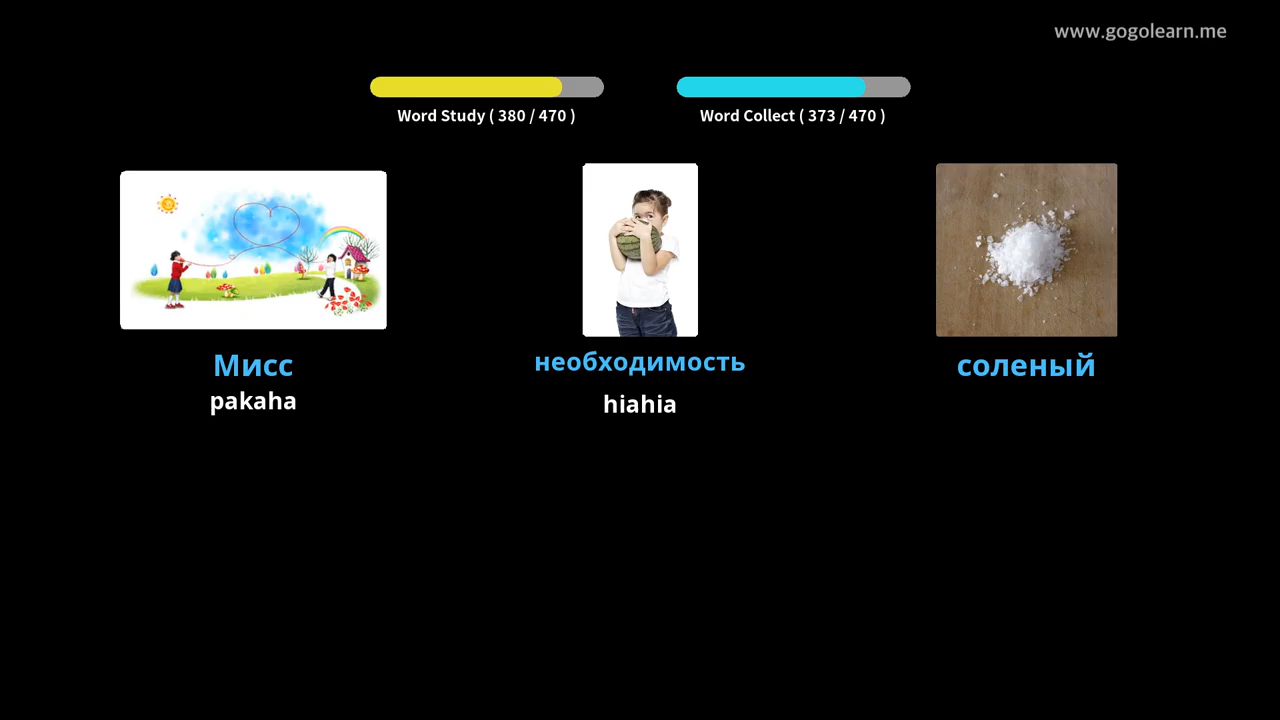 www.gogolearn.me
Word Study ( 380 / 470 )
Word Collect ( 373 / 470 )
Мисс
pakaha
необходимость
hiahia
соленый